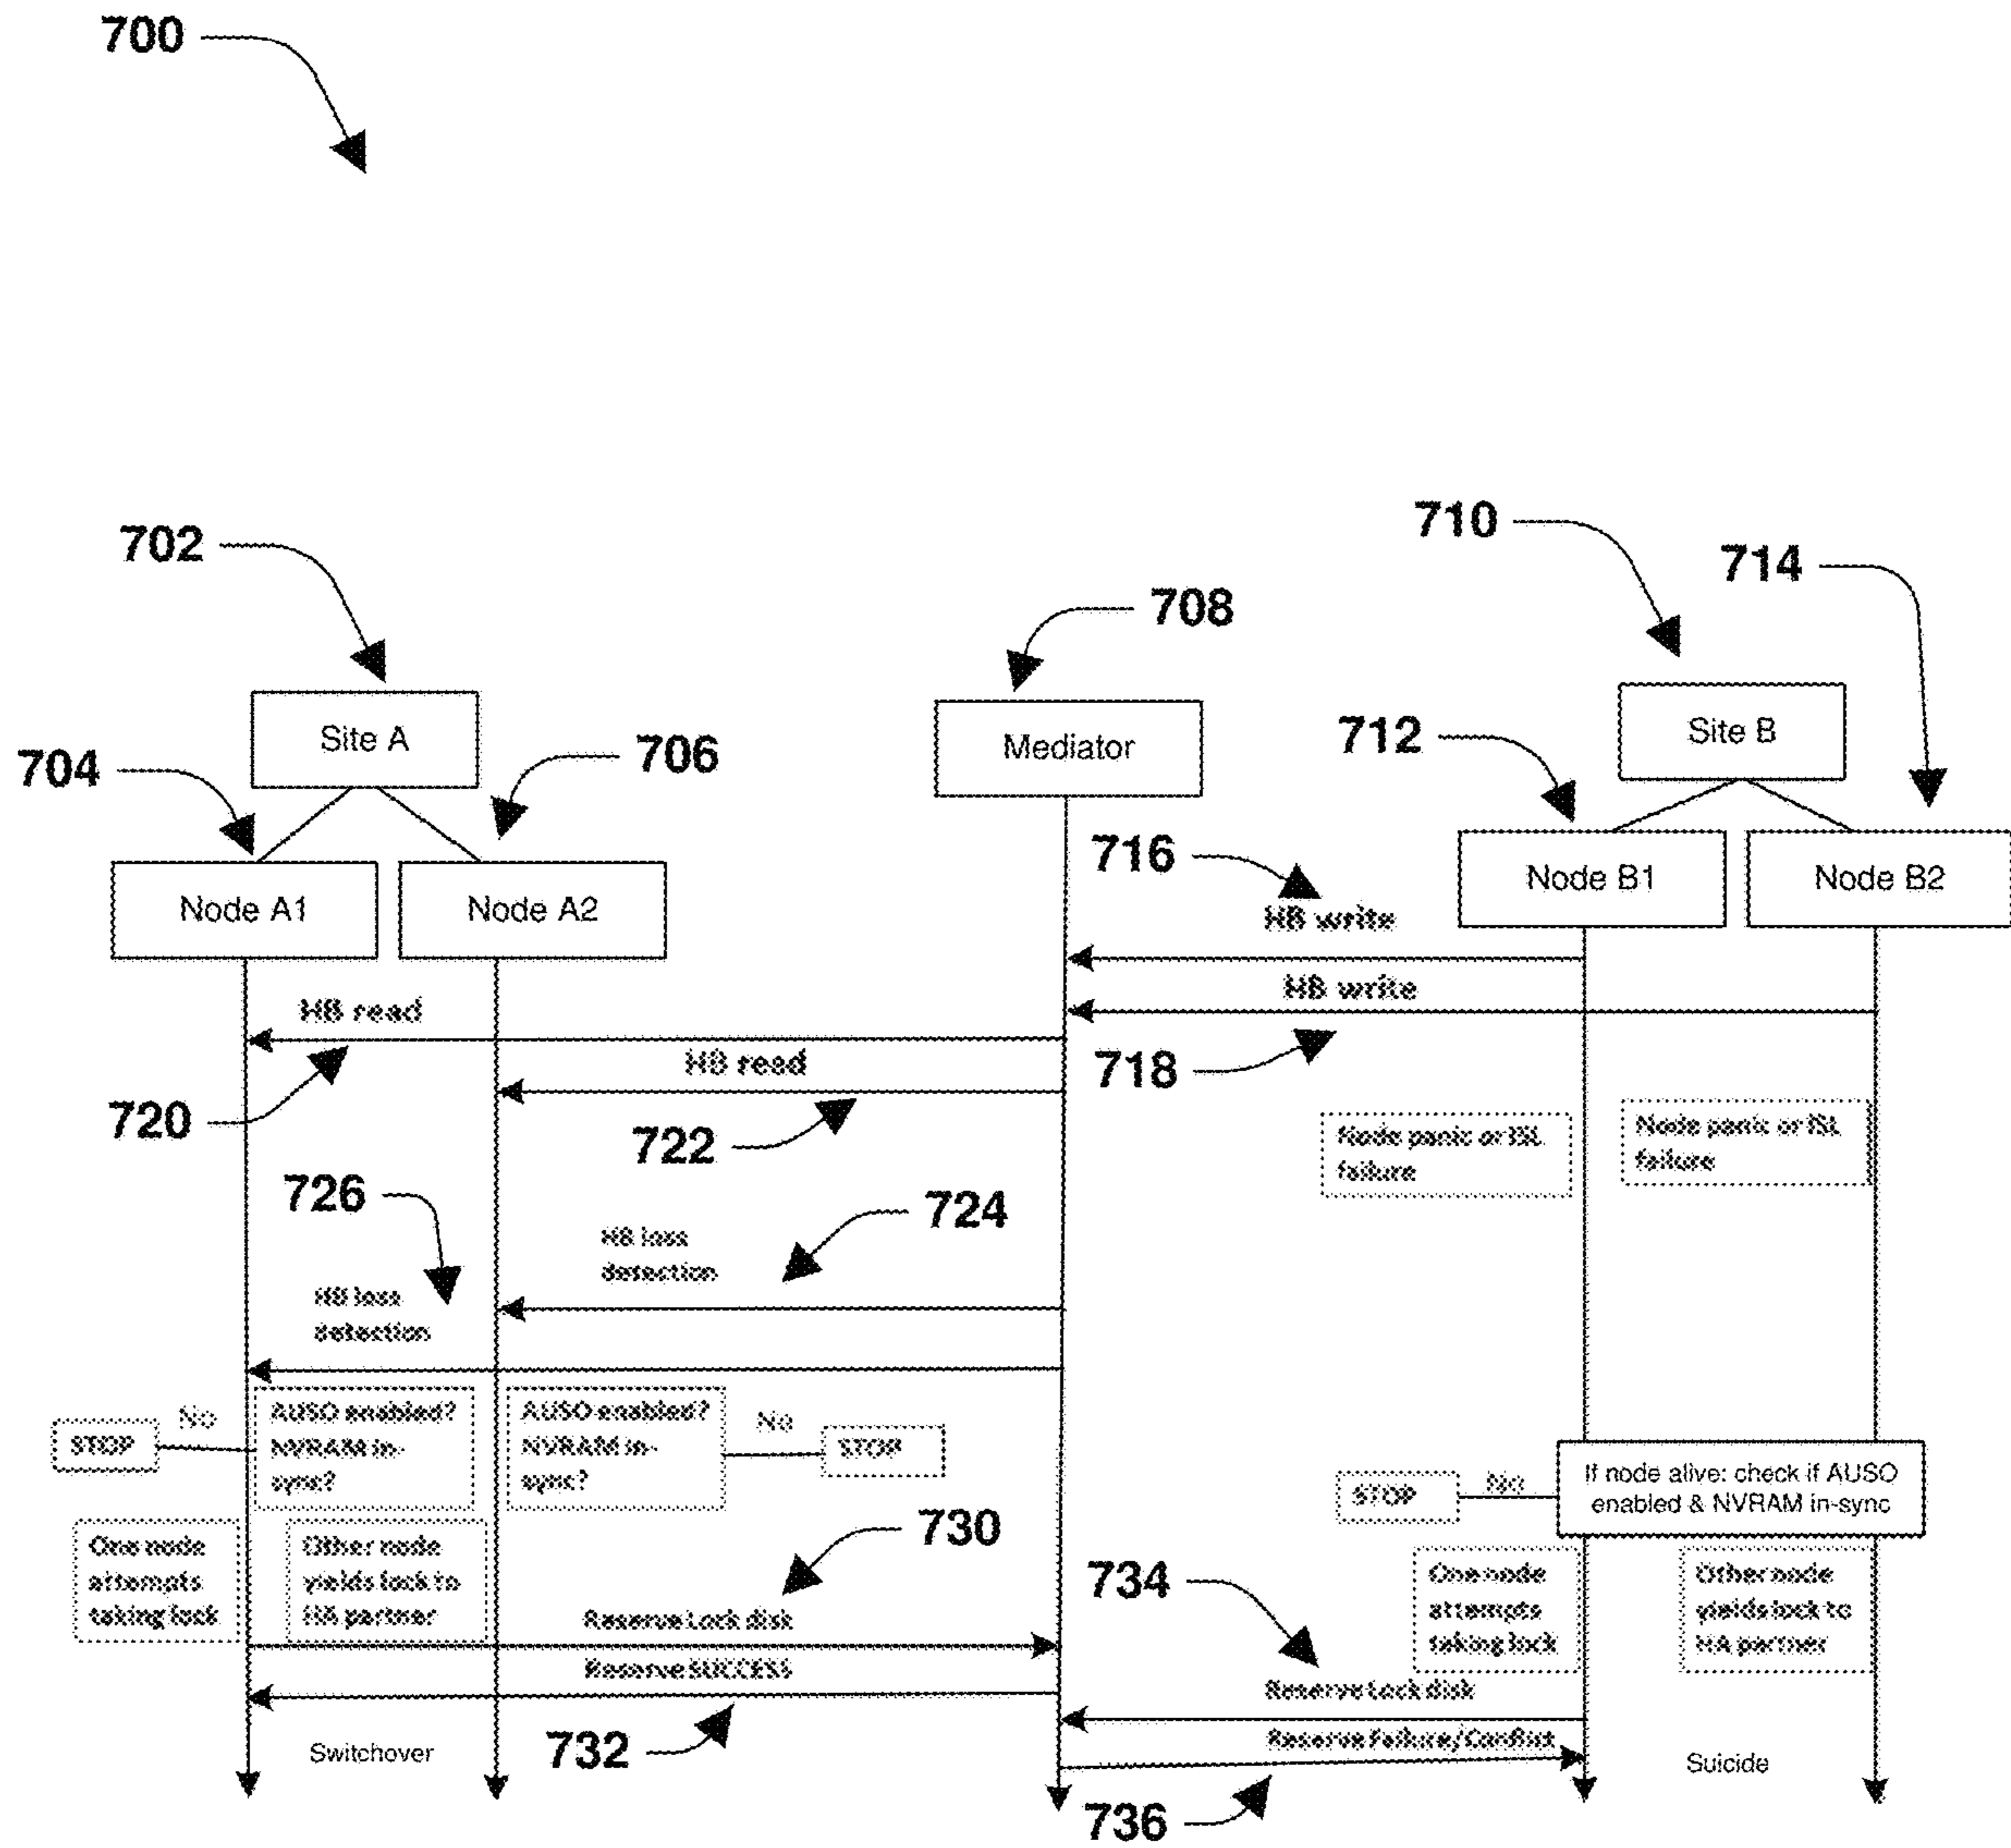 700
702
710
714
708
Site A
Mediator
Site B
704
706
712
716
Node A1
Node A2
Node B1
Node B2
HB write
HB write
HB read
HB read
718
720
722
Node panic or ISL
failure
Node panic or ISL
failure
726
724
HB loss
detection
HB loss
detection
No
AUSO enabled?
NVRAM in-
sync?
STOP
AUSO enabled?
NVRAM in-
sync?
No
STOP
If node alive: check if AUSO
enabled & NVRAM in-sync
No
STOP
One node
attempts
taking lock
Other node
yields lock to
HA partner
730
734
One node
attempts
taking lock
Other node
yields lock to
HA partner
Reserve Lock disk
Reserve SUCCESS
Reserve Lock disk
Reserve Failure/Conflict
Switchover
732
736
Suicide